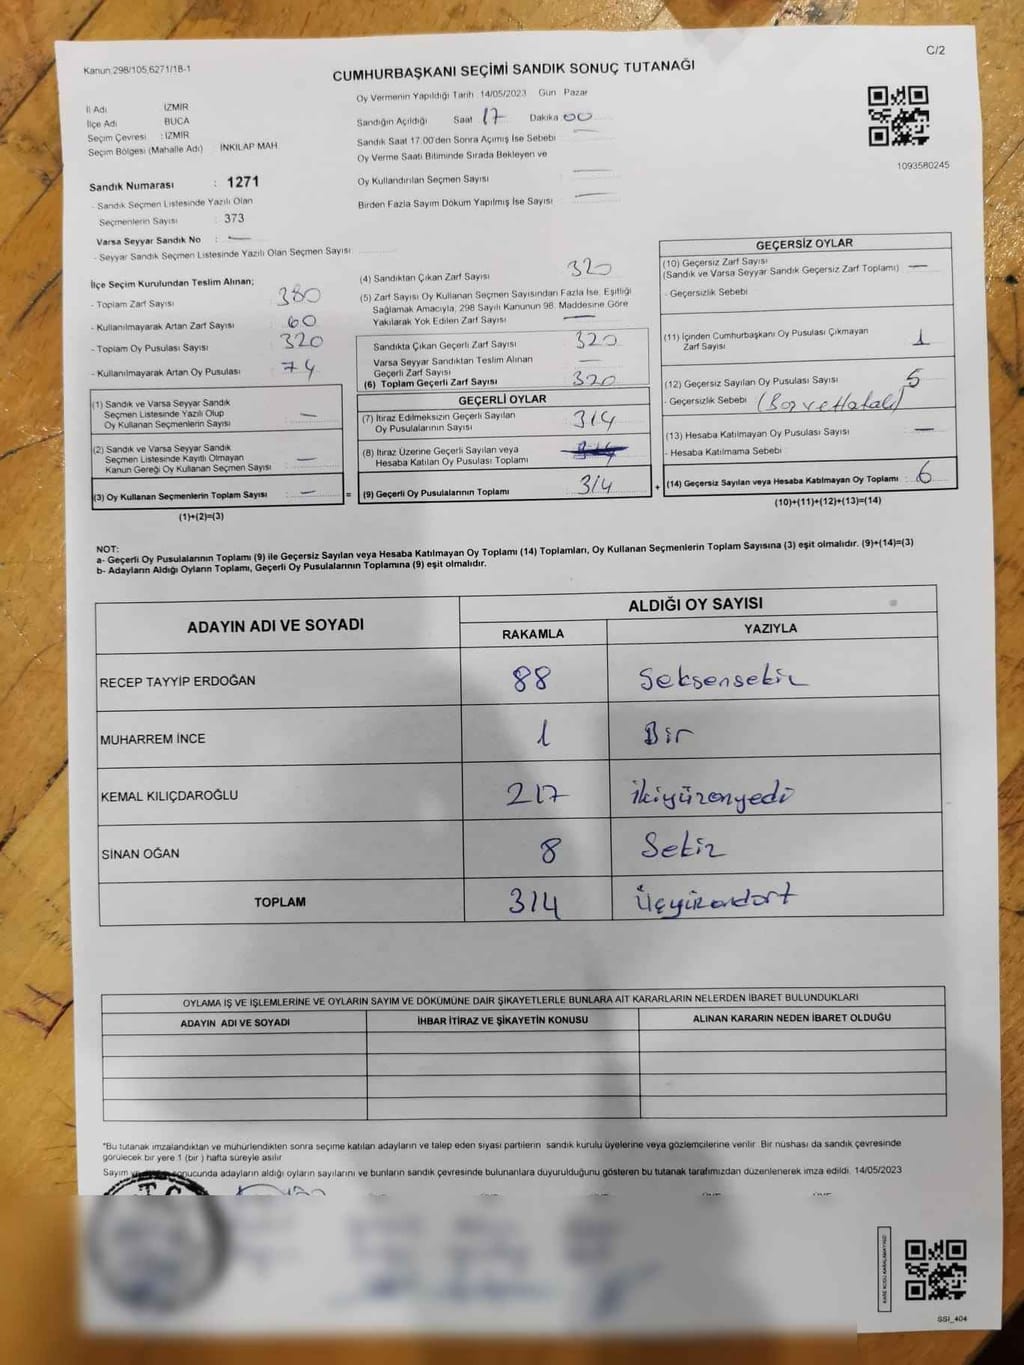 Kanun 298/105,6271/18-1
C/2
CUMHURBAŞKANI SEÇİMİ SANDIK SONUÇ TUTANAĞI
İl Adı İZMİR
İlçe Adı BUCA
Seçim Çevresi : İZMİR
Seçim Bölgesi (Mahalle Adı) İNKILAP MAH
Sandık Numarası : 1271
- Sandık Seçmen Listesinde Yazılı Olan
Seçmenlerin Sayısı : 373
Varsa Seyyar Sandık No : —
- Seyyar Sandık Seçmen Listesinde Yazılı Olan Seçmen Sayısı
Oy Vermenin Yapıldığı Tarih 14/05/2023 Gün Pazar
Sandığın Açıldığı Saat 17 Dakika 00
Sandık Saat 17.00'den Sonra Açılmış İse Sebebi —
Oy Verme Saati Bitiminde Sırada Bekleyen ve
Oy Kullandırılan Seçmen Sayısı —
Birden Fazla Sayım Döküm Yapılmış İse Sayısı —
1093580245
İlçe Seçim Kurulundan Teslim Alınan;
- Toplam Zarf Sayısı 380
- Kullanılmayarak Artan Zarf Sayısı 60
- Toplam Oy Pusulası Sayısı 320
- Kullanılmayarak Artan Oy Pusulası 74
(1) Sandık ve Varsa Seyyar Sandık
Seçmen Listesinde Yazılı Olup
Oy Kullanan Seçmenlerin Sayısı —
(2) Sandık ve Varsa Seyyar Sandık
Seçmen Listesinde Kayıtlı Olmayan
Kanun Gereği Oy Kullanan Seçmen Sayısı —
(3) Oy Kullanan Seçmenlerin Toplam Sayısı : — =
(1)+(2)=(3)
(4) Sandıktan Çıkan Zarf Sayısı 320
(5) Zarf Sayısı Oy Kullanan Seçmen Sayısından Fazla İse, Eşitliği
Sağlamak Amacıyla, 298 Sayılı Kanunun 98. Maddesine Göre
Yakılarak Yok Edilen Zarf Sayısı —
Sandıkta Çıkan Geçerli Zarf Sayısı 320
Varsa Seyyar Sandıktan Teslim Alınan
Geçerli Zarf Sayısı —
(6) Toplam Geçerli Zarf Sayısı 320
GEÇERLİ OYLAR
(7) İtiraz Edilmeksizin Geçerli Sayılan
Oy Pusulalarının Sayısı 314
(8) İtiraz Üzerine Geçerli Sayılan veya
Hesaba Katılan Oy Pusulası Toplamı
(9) Geçerli Oy Pusulalarının Toplamı 314 +
GEÇERSİZ OYLAR
(10) Geçersiz Zarf Sayısı
(Sandık ve Varsa Seyyar Sandık Geçersiz Zarf Toplamı) —
- Geçersizlik Sebebi
(11) İçinden Cumhurbaşkanı Oy Pusulası Çıkmayan
Zarf Sayısı 1
(12) Geçersiz Sayılan Oy Pusulası Sayısı 5
- Geçersizlik Sebebi (Boş ve Hatalı)
(13) Hesaba Katılmayan Oy Pusulası Sayısı —
- Hesaba Katılmama Sebebi
(14) Geçersiz Sayılan veya Hesaba Katılmayan Oy Toplamı : 6
(10)+(11)+(12)+(13)=(14)
NOT:
a- Geçerli Oy Pusulalarının Toplamı (9) ile Geçersiz Sayılan veya Hesaba Katılmayan Oy Toplamı (14) Toplamları, Oy Kullanan Seçmenlerin Toplam Sayısına (3) eşit olmalıdır. (9)+(14)=(3)
b- Adayların Aldığı Oyların Toplamı, Geçerli Oy Pusulalarının Toplamına (9) eşit olmalıdır.
ADAYIN ADI VE SOYADI ALDIĞI OY SAYISI
RAKAMLA YAZIYLA
RECEP TAYYİP ERDOĞAN 88 Seksensekiz
MUHARREM İNCE 1 Bir
KEMAL KILIÇDAROĞLU 217 ikiyüzonyedi
SİNAN OĞAN 8 Sekiz
TOPLAM 314 Üçyüzondört
OYLAMA İŞ VE İŞLEMLERİNE VE OYLARIN SAYIM VE DÖKÜMÜNE DAİR ŞİKAYETLERLE BUNLARA AİT KARARLARIN NELERDEN İBARET BULUNDUKLARI
ADAYIN ADI VE SOYADI İHBAR İTİRAZ VE ŞİKAYETİN KONUSU ALINAN KARARIN NEDEN İBARET OLDUĞU
*Bu tutanak imzalandıktan ve mühürlendikten sonra seçime katılan adayların ve talep eden siyasi partilerin sandık kurulu üyelerine veya gözlemcilerine verilir. Bir nüshası da sandık çevresinde
görülecek bir yere 1 (bir) hafta süreyle asılır
Sayım sonucunda adayların aldığı oyların sayılarını ve bunların sandık çevresinde bulunanlara duyurulduğunu gösteren bu tutanak tarafımızdan düzenlenerek imza edildi. 14/05/2023
T.C.
KARE KODU KARALAMAYINIZ!
SSI_404